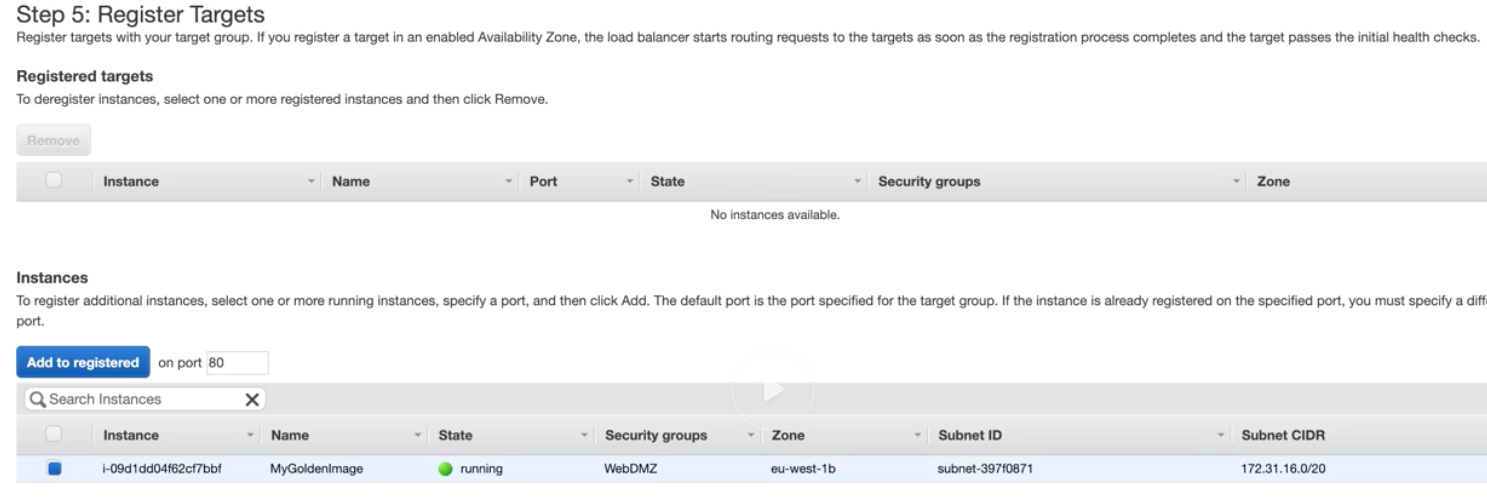 Step 5: Register Targets
Register targets with your target group. If you register a target in an enabled Availability Zone, the load balancer starts routing requests to the targets as soon as the registration process completes and the target passes the initial health checks.
Registered targets
To deregister instances, select one or more registered instances and then click Remove.
Remove
Instance Name Port State Security groups Zone
No instances available.
Instances
To register additional instances, select one or more running instances, specify a port, and then click Add. The default port is the port specified for the target group. If the instance is already registered on the specified port, you must specify a diff
port.
Add to registered on port 80
Search Instances
Instance Name State Security groups Zone Subnet ID Subnet CIDR
i-09d1dd04f62cf7bbf MyGoldenImage running WebDMZ eu-west-1b subnet-397f0871 172.31.16.0/20